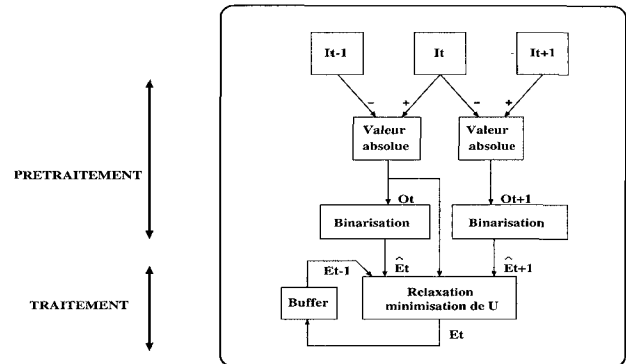 It-1 It It+1
- + - +
Valeur
absolue
Valeur
absolue
PRETRAITEMENT
Ot Ot+1
Binarisation Binarisation
Et-1 Êt Êt+1
TRAITEMENT
Buffer
Relaxation
minimisation de U
Et